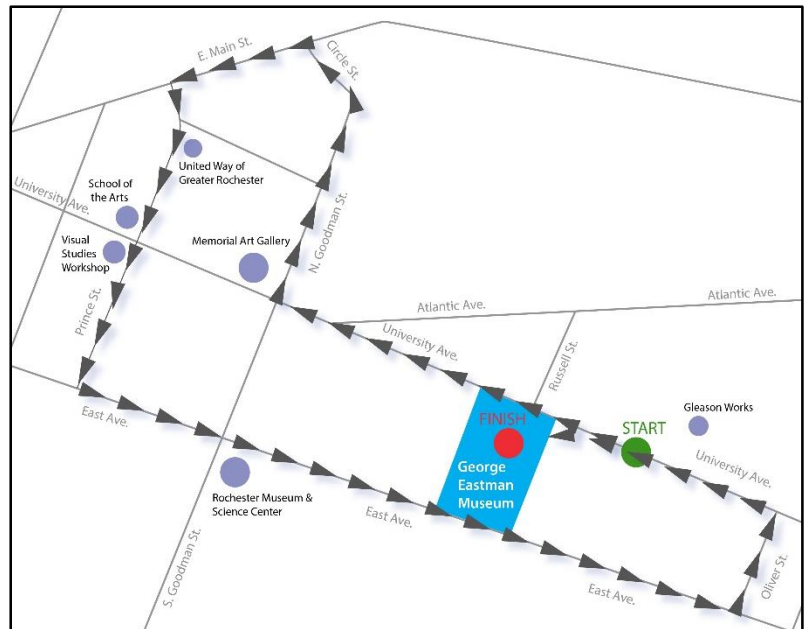 E. Main St.
Circle St.
United Way of
Greater Rochester
School of
the Arts
University Ave.
Visual
Studies
Workshop
Memorial Art Gallery
N. Goodman St.
Prince St.
Atlantic Ave.
Atlantic Ave.
University Ave.
Russell St.
East Ave.
FINISH
START
Gleason Works
George
Eastman
Museum
University Ave.
Rochester Museum &
Science Center
East Ave.
S. Goodman St.
East Ave.
Oliver St.